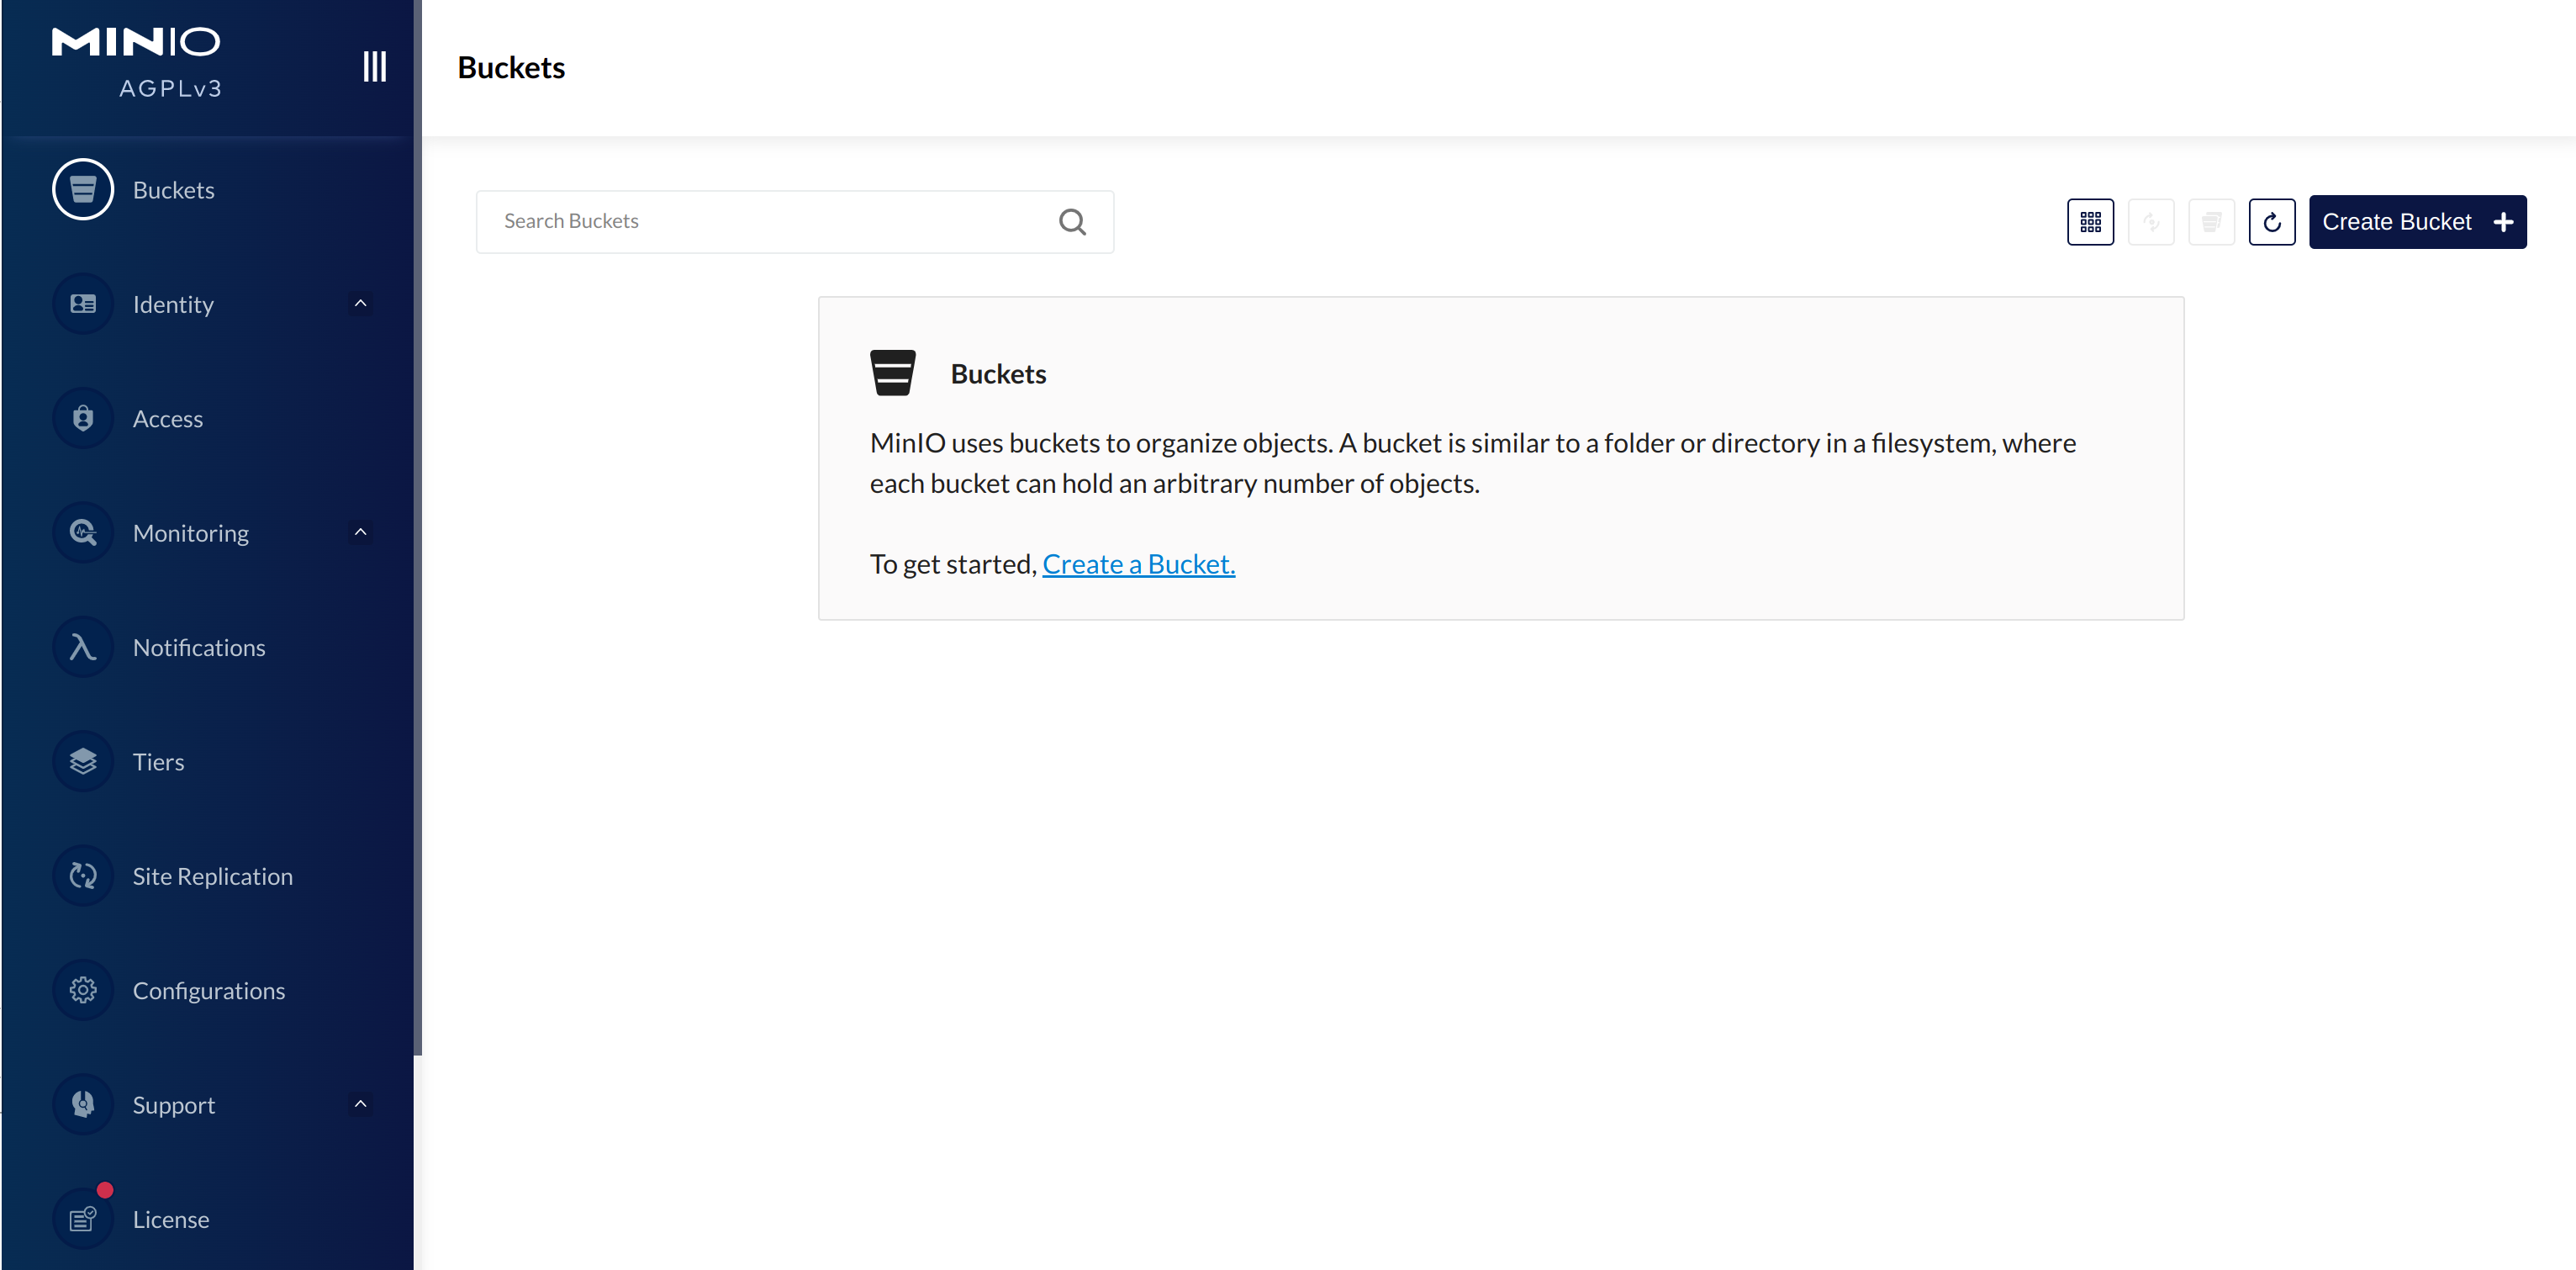 MINIO
AGPLv3
Buckets
Identity
Access
Monitoring
Notifications
Tiers
Site Replication
Configurations
Support
License
Buckets
Search Buckets
Create Bucket
Buckets
MinIO uses buckets to organize objects. A bucket is similar to a folder or directory in a filesystem, where
each bucket can hold an arbitrary number of objects.
To get started, Create a Bucket.